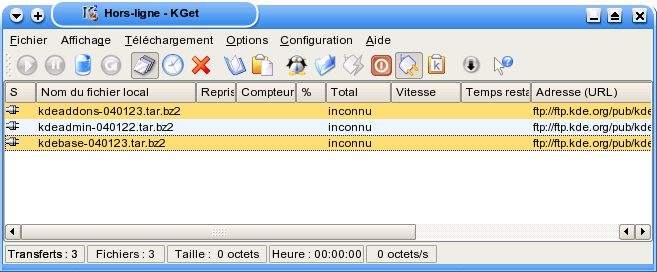 Hors-ligne - KGet
Fichier Affichage Téléchargement Options Configuration Aide
S Nom du fichier local Repris Compteur % Total Vitesse Temps resta Adresse (URL)
kdeaddons-040123.tar.bz2 inconnu ftp://ftp.kde.org/pub/kde
kdeadmin-040122.tar.bz2 inconnu ftp://ftp.kde.org/pub/kde
kdebase-040123.tar.bz2 inconnu ftp://ftp.kde.org/pub/kde
Transferts : 3 Fichiers : 3 Taille : 0 octets Heure : 00:00:00 0 octets/s